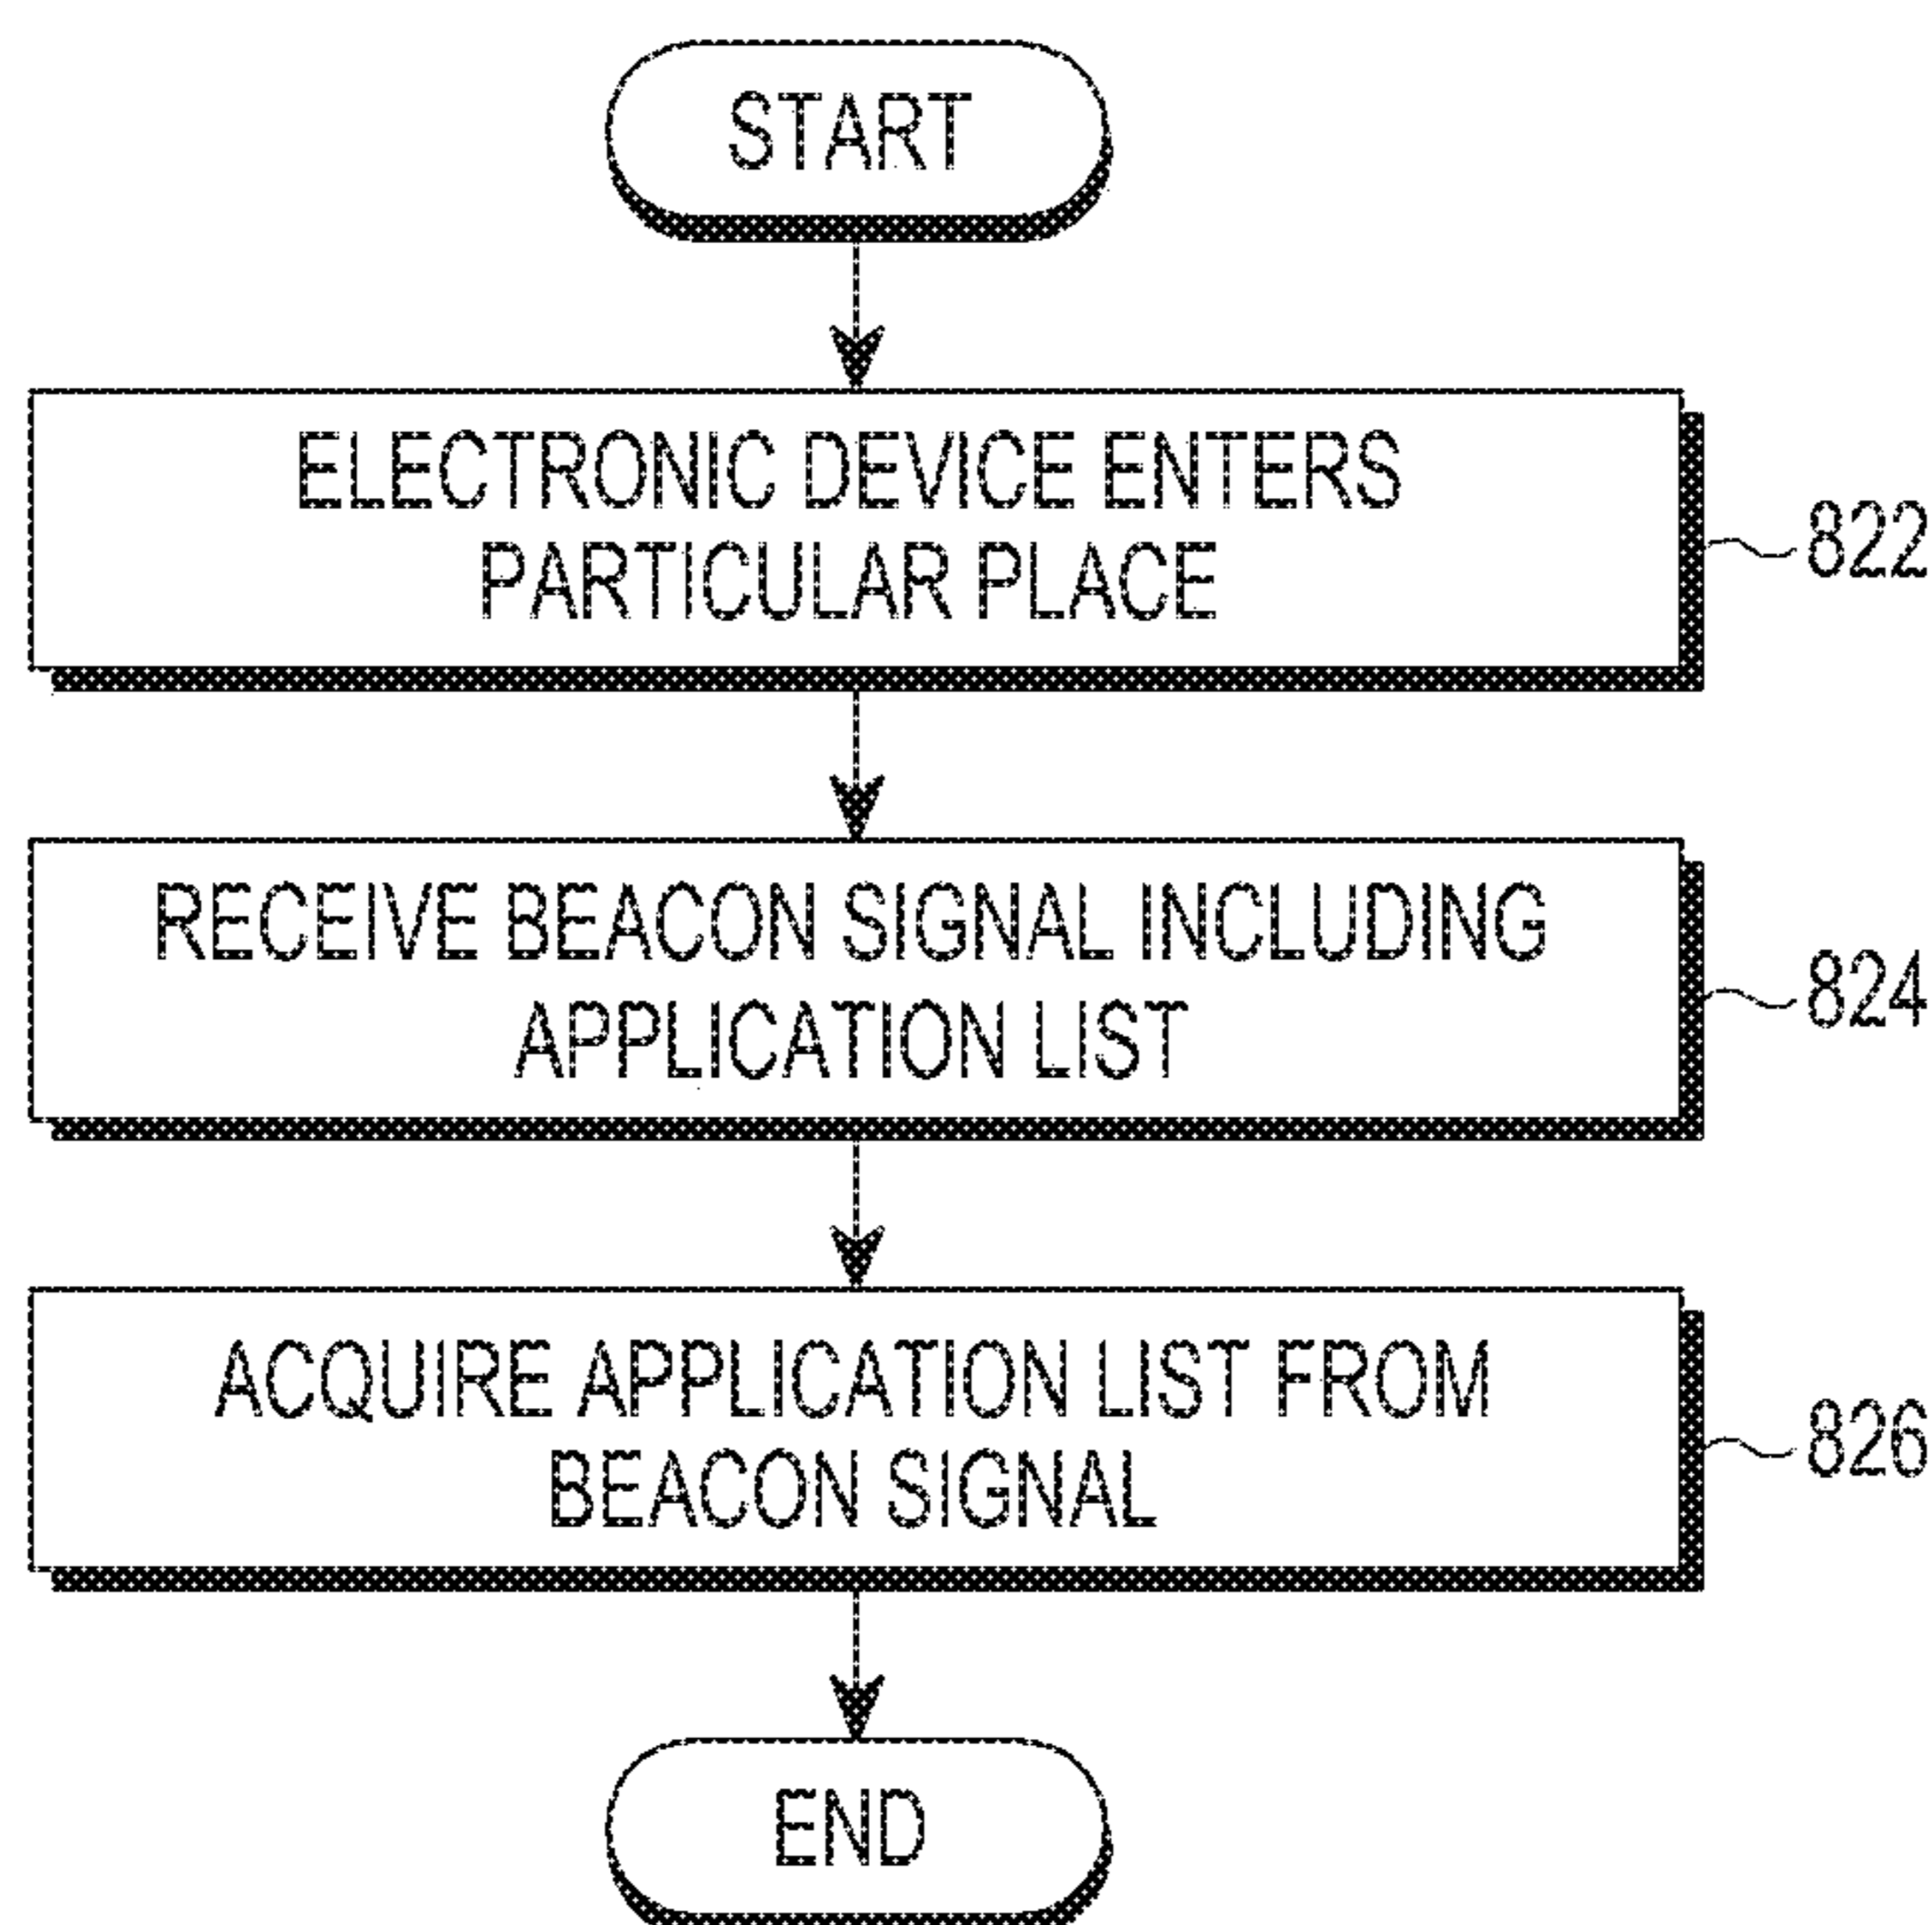 START
ELECTRONIC DEVICE ENTERS
PARTICULAR PLACE
822
RECEIVE BEACON SIGNAL INCLUDING
APPLICATION LIST
824
ACQUIRE APPLICATION LIST FROM
BEACON SIGNAL
826
END